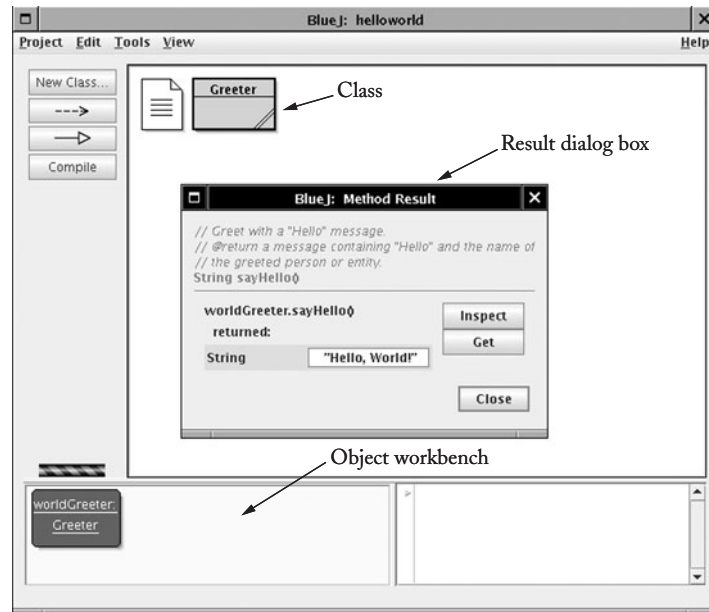 BlueJ: helloworld
Project Edit Tools View Help
New Class...
Compile
Greeter
Class
Result dialog box
BlueJ: Method Result
// Greet with a "Hello" message.
// @return a message containing "Hello" and the name of
// the greeted person or entity.
String sayHello()
worldGreeter.sayHello()
returned:
String "Hello, World!"
Inspect
Get
Close
Object workbench
worldGreeter:
Greeter
>